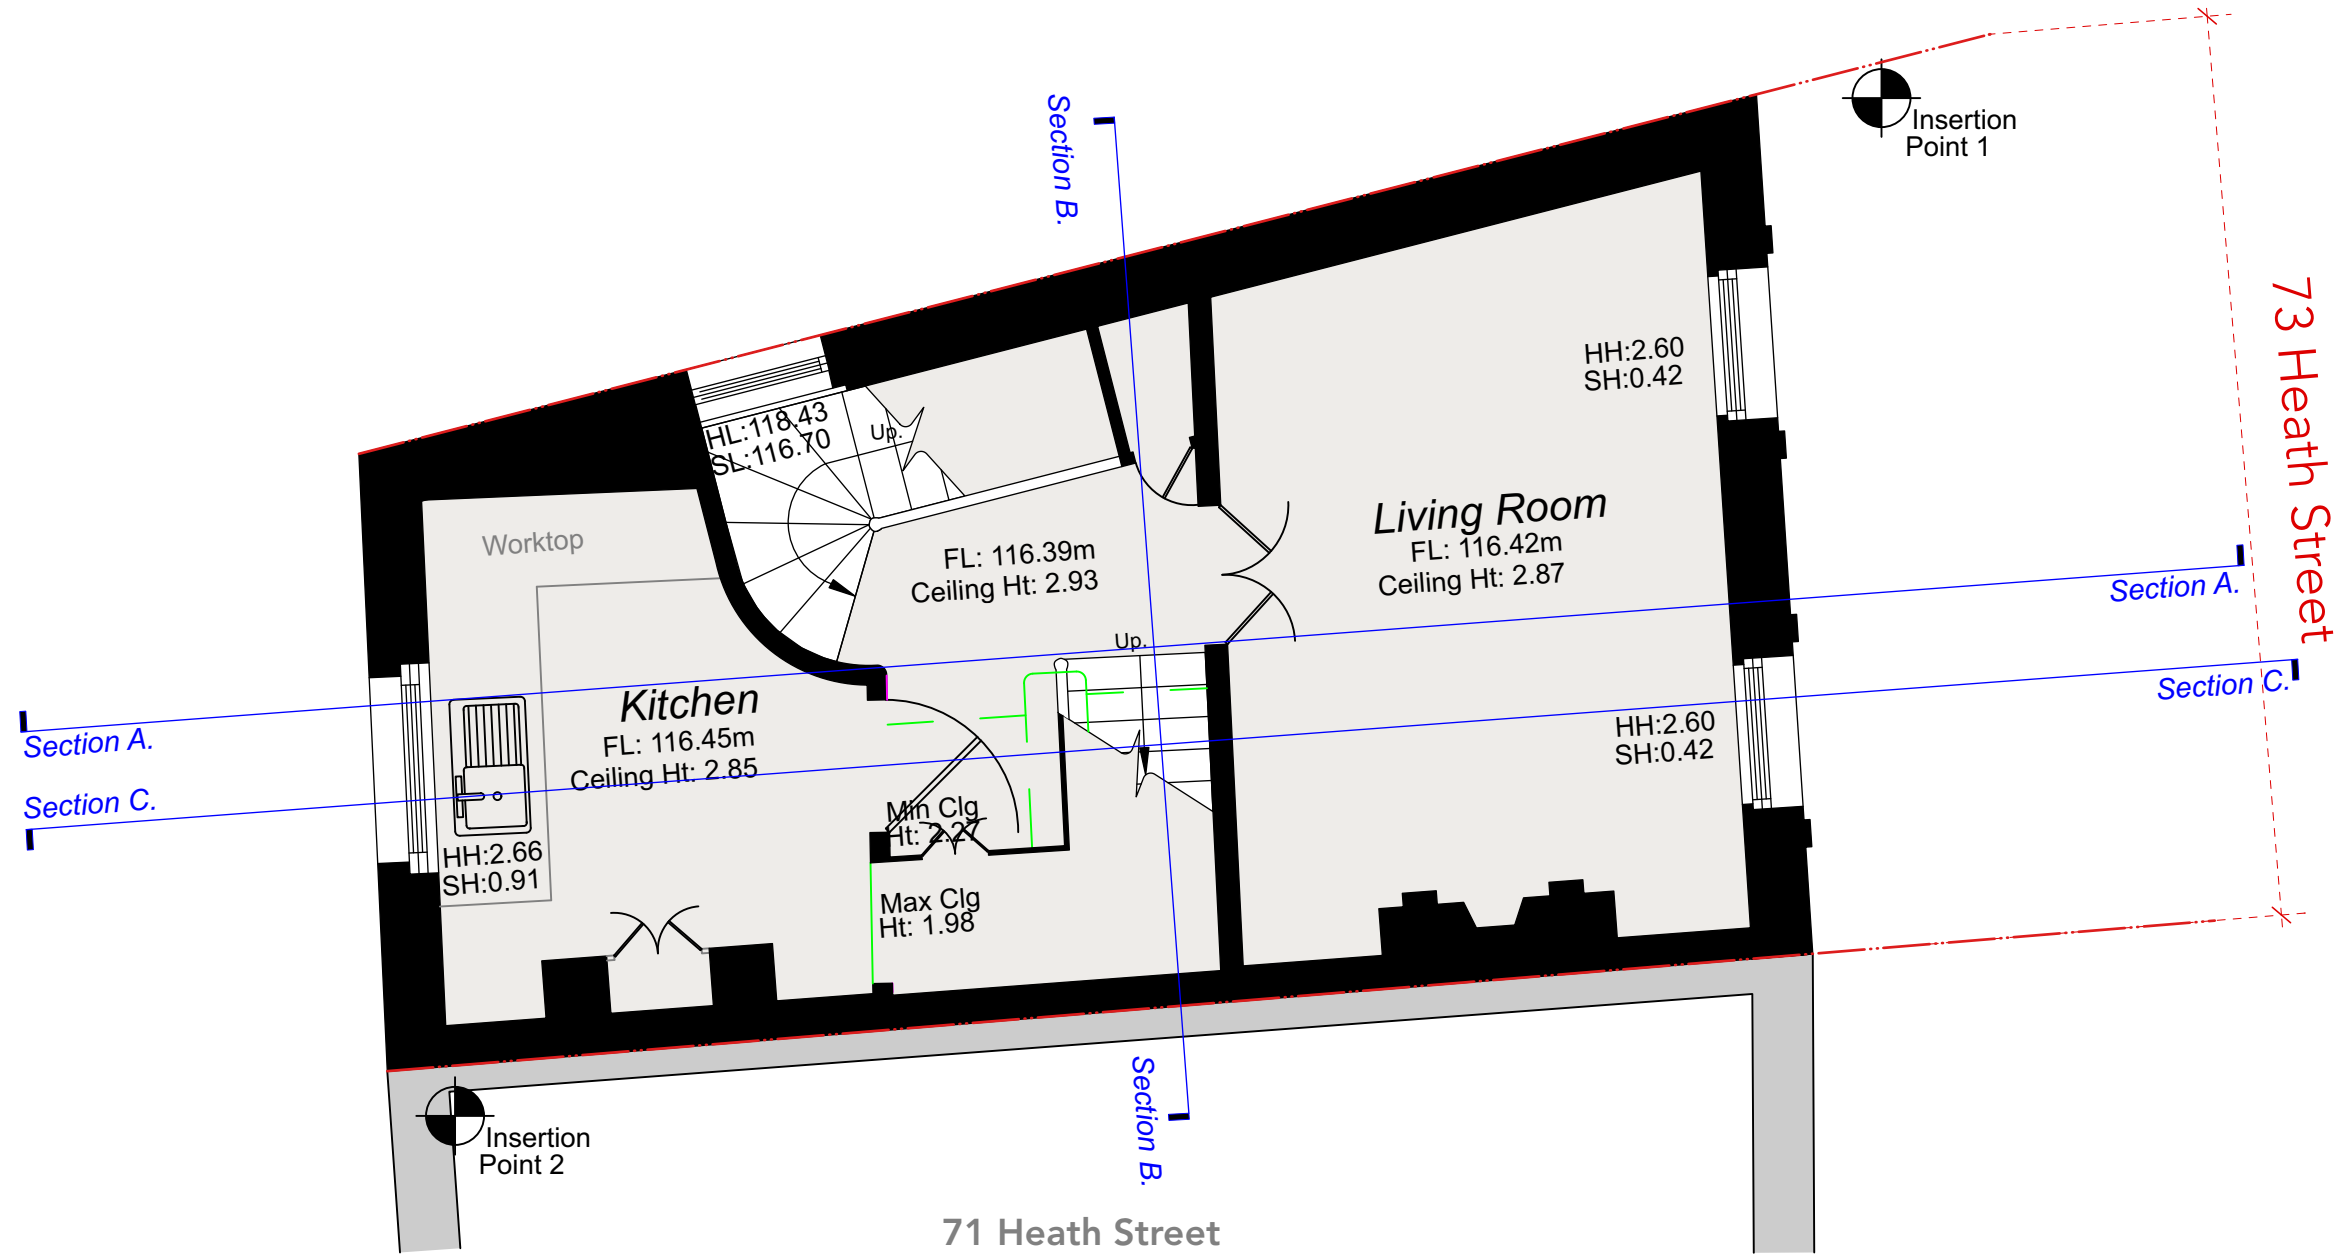 Section B.
Insertion
Point 1
73 Heath Street
HH:2.60
SH:0.42
HL:118.43
SL:116.70
Up.
Worktop
Living Room
FL: 116.42m
Ceiling Ht: 2.87
FL: 116.39m
Ceiling Ht: 2.93
Section A.
Up.
Section C.
Kitchen
FL: 116.45m
Ceiling Ht: 2.85
HH:2.60
SH:0.42
Section A.
Section C.
Min Clg
Ht: 2.27
HH:2.66
SH:0.91
Max Clg
Ht: 1.98
Section B.
Insertion
Point 2
71 Heath Street